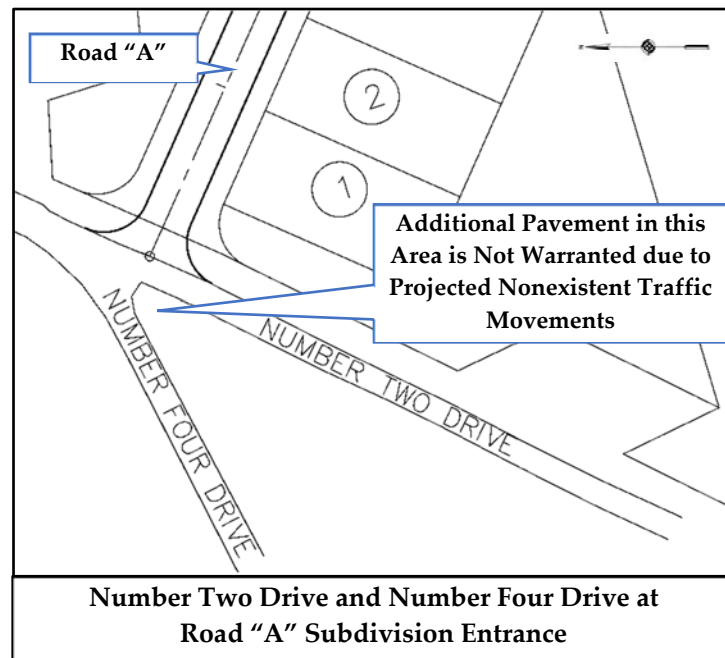 Road “A”
2
1
Additional Pavement in this
Area is Not Warranted due to
Projected Nonexistent Traffic
Movements
NUMBER TWO DRIVE
NUMBER FOUR DRIVE
Number Two Drive and Number Four Drive at
Road “A” Subdivision Entrance